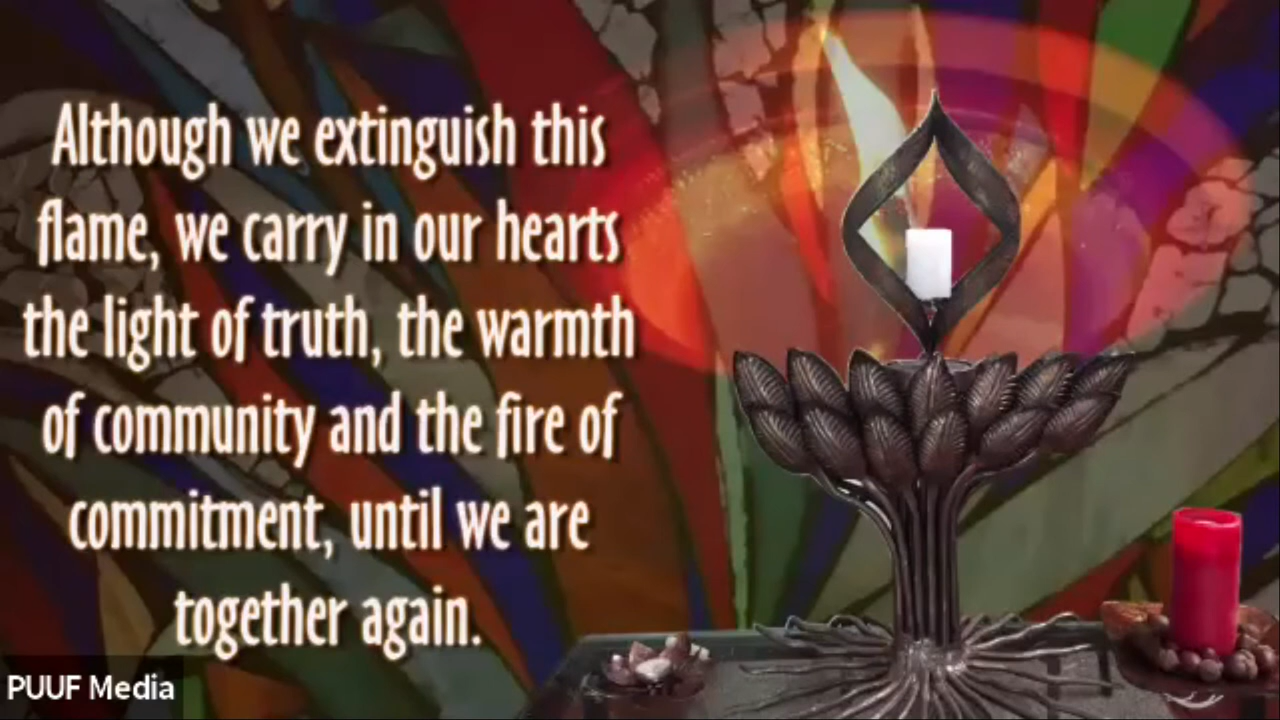 Although we extinguish this
flame, we carry in our hearts
the light of truth, the warmth
of community and the fire of
commitment, until we are
together again.
PUUF Media